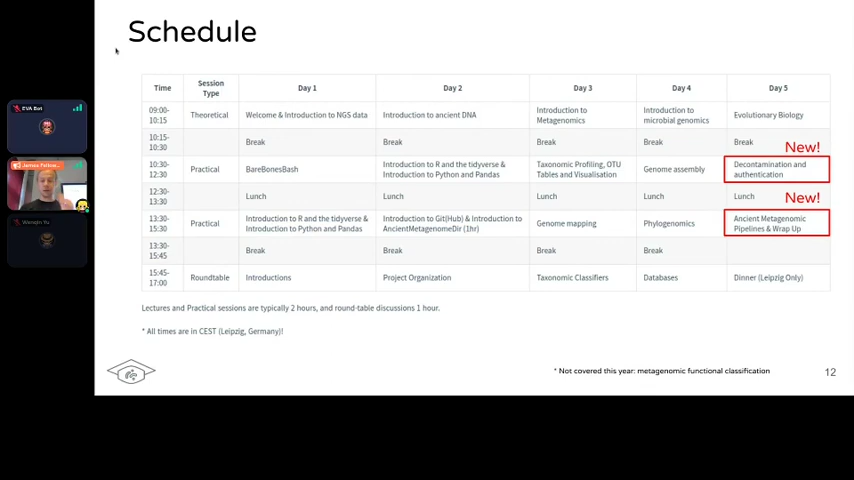 Schedule
EVA Bot
James Fellow...
Wanqin Yu
Time
Session Type
Day 1
Day 2
Day 3
Day 4
Day 5
09:00-10:15
Theoretical
Welcome & Introduction to NGS data
Introduction to ancient DNA
Introduction to Metagenomics
Introduction to microbial genomics
Evolutionary Biology
10:15-10:30
Break
Break
Break
Break
Break
New!
10:30-12:30
Practical
BareBonesBash
Introduction to R and the tidyverse &
Introduction to Python and Pandas
Taxonomic Profiling, OTU
Tables and Visualisation
Genome assembly
Decontamination and
authentication
12:30-13:30
Lunch
Lunch
Lunch
Lunch
Lunch
New!
13:30-15:30
Practical
Introduction to R and the tidyverse &
Introduction to Python and Pandas
Introduction to Git(Hub) & Introduction to
AncientMetagenomeDir (1hr)
Genome mapping
Phylogenomics
Ancient Metagenomic
Pipelines & Wrap Up
13:30-15:45
Break
Break
Break
Break
15:45-17:00
Roundtable
Introductions
Project Organization
Taxonomic Classifiers
Databases
Dinner (Leipzig Only)
Lectures and Practical sessions are typically 2 hours, and round-table discussions 1 hour.
* All times are in CEST (Leipzig, Germany)!
* Not covered this year: metagenomic functional classification
12